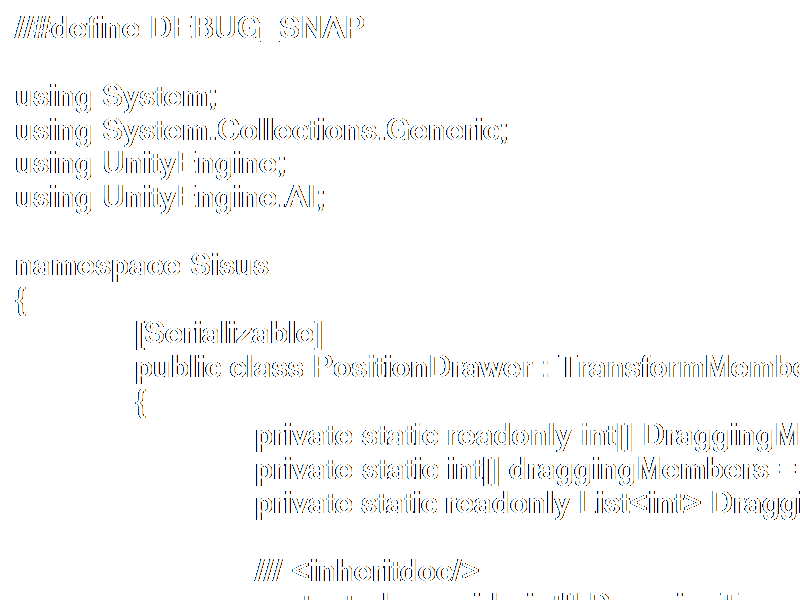 //#define DEBUG_SNAP
using System;
using System.Collections.Generic;
using UnityEngine;
using UnityEngine.AI;
namespace Sisus
{
[Serializable]
public class PositionDrawer : TransformMembe
{
private static readonly int[] DraggingM
private static int[] draggingMembers =
private static readonly List<int> Draggi
/// <inheritdoc/>